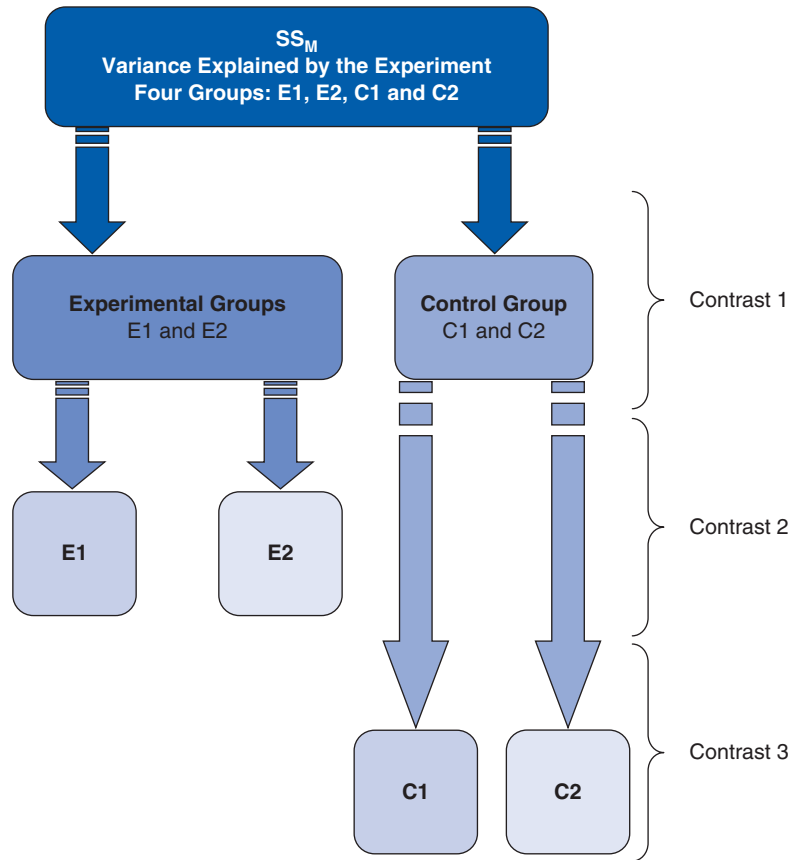 SS_M
Variance Explained by the Experiment
Four Groups: E1, E2, C1 and C2
Experimental Groups
E1 and E2
Control Group
C1 and C2
Contrast 1
E1
E2
Contrast 2
C1
C2
Contrast 3